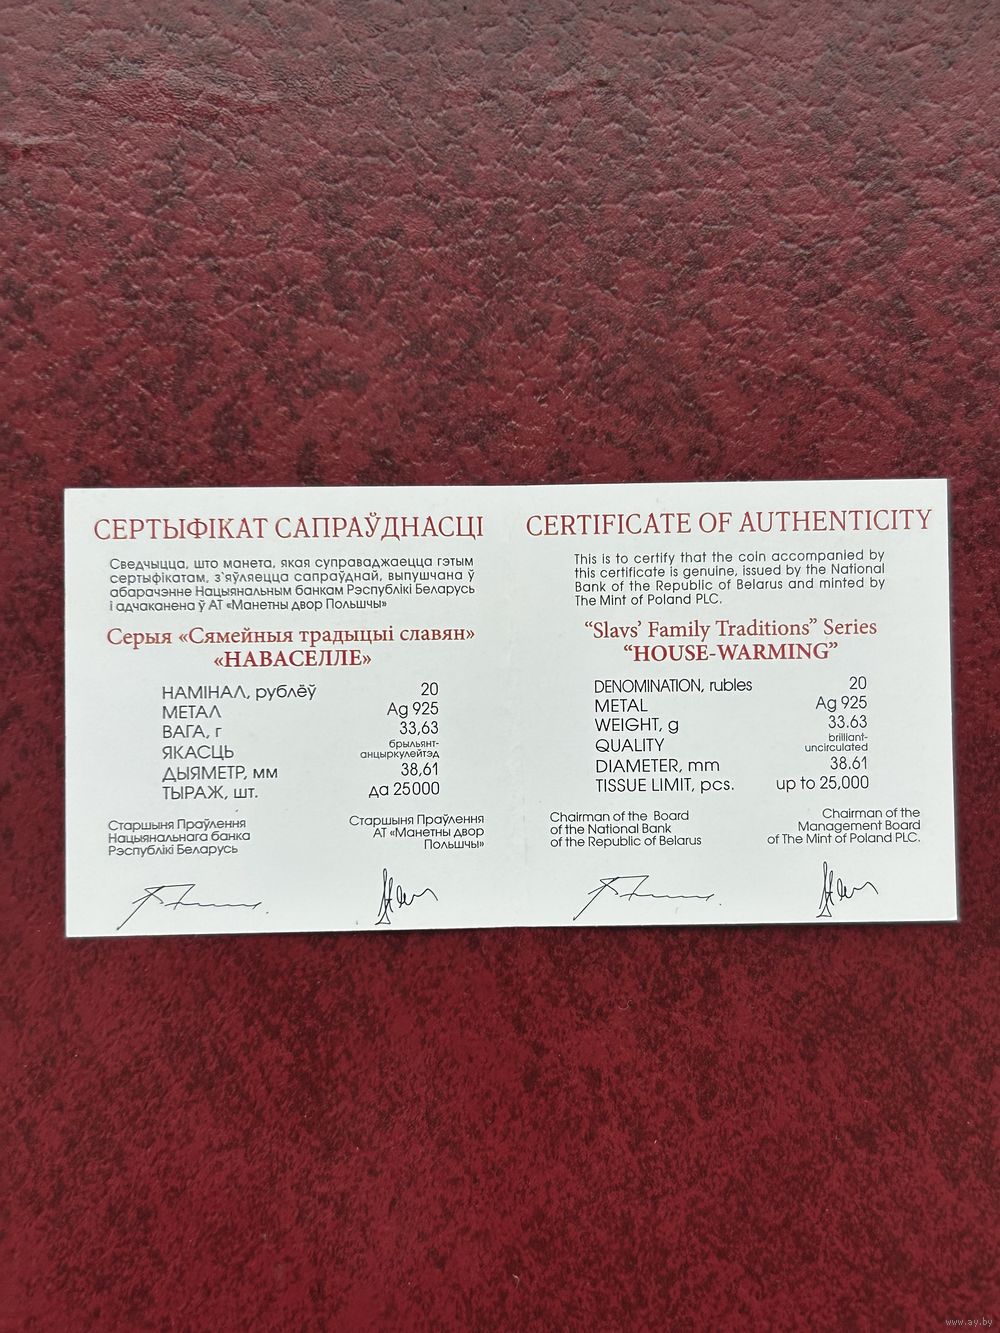 СЕРТЫФІКАТ САПРАЎДНАСЦІ
Сведчыцца, што манета, якая суправаджаецца гэтым
сертыфікатам, з`яўляецца сапраўднай, выпушчана ў
абарачэнне Нацыянальным банкам Рэспублікі Беларусь
і адчаканена ў АТ «Манетны двор Польшчы»
Серыя «Сямейныя традыцыі славян»
«НАВАСЕЛЛЕ»
НАМІНАЛ, рублёў 20
МЕТАЛ Ag 925
ВАГА, г 33,63
ЯКАСЦЬ брыльянт-
анцыркулейтэд
ДЫЯМЕТР, мм 38,61
ТЫРАЖ, шт. да 25000
Старшыня Праўлення
Нацыянальнага банка
Рэспублікі Беларусь
Старшыня Праўлення
АТ «Манетны двор
Польшчы»
CERTIFICATE OF AUTHENTICITY
This is to certify that the coin accompanied by
this certificate is genuine, issued by the National
Bank of the Republic of Belarus and minted by
The Mint of Poland PLC.
“Slavs’ Family Traditions” Series
“HOUSE-WARMING”
DENOMINATION, rubles 20
METAL Ag 925
WEIGHT, g 33.63
QUALITY brilliant-
uncirculated
DIAMETER, mm 38.61
TISSUE LIMIT, pcs. up to 25,000
Chairman of the Board
of the National Bank
of the Republic of Belarus
Chairman of the
Management Board
of The Mint of Poland PLC.
www.ay.by